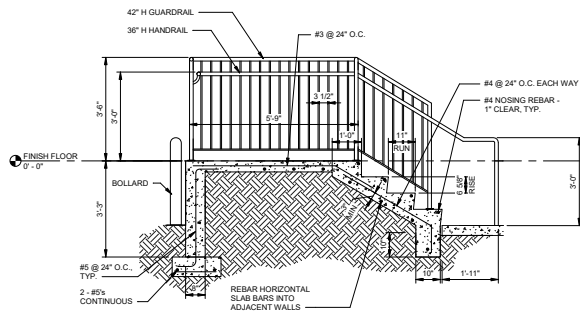 42" H GUARDRAIL
36" H HANDRAIL
#3 @ 24" O.C.
#4 @ 24" O.C. EACH WAY
#4 NOSING REBAR -
1" CLEAR, TYP.
3'-6"
3'-0"
3 1/2"
5'-9"
1'-0"
11"
RUN
FINISH FLOOR
0' - 0"
6 5/8"
RISE
3'-0"
BOLLARD
3'-3"
MIN.
10"
#5 @ 24" O.C.,
TYP.
2 - #5's
CONTINUOUS
8"
REBAR HORIZONTAL
SLAB BARS INTO
ADJACENT WALLS
10"
1'-11"